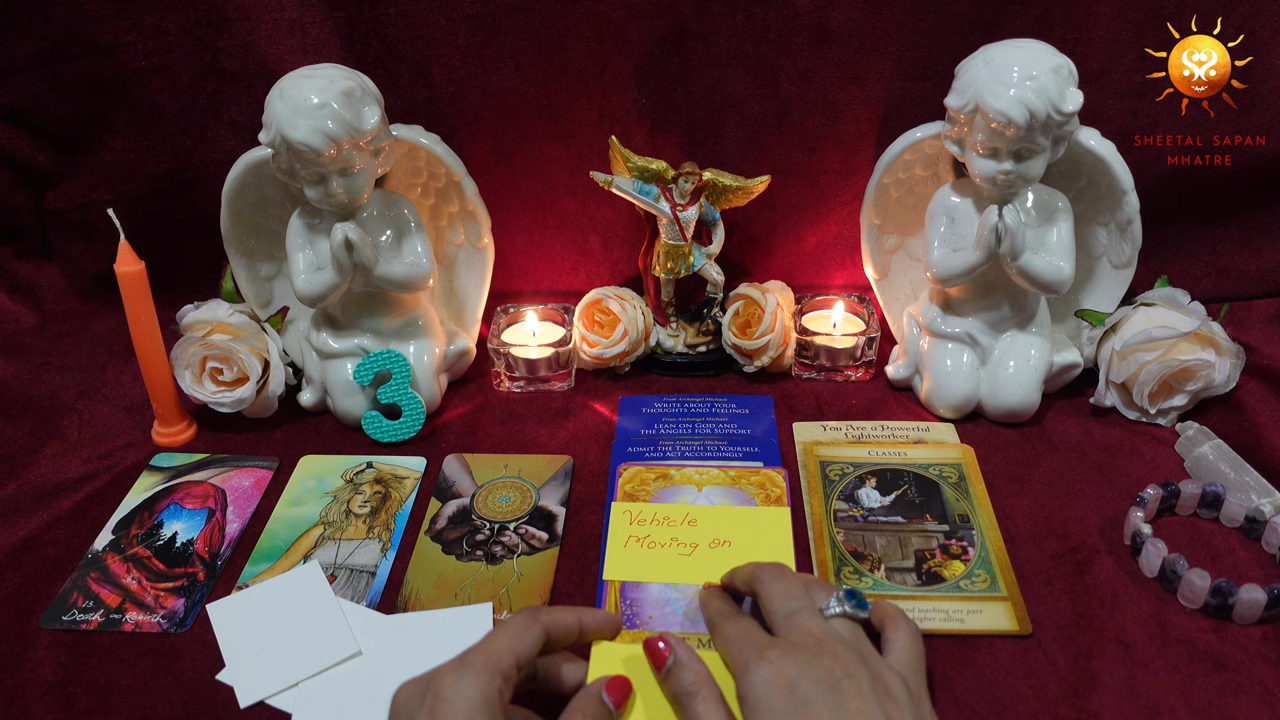 SHEETAL SAPAN
MHATRE
3
From Archangel Michael:
WRITE ABOUT YOUR
THOUGHTS AND FEELINGS
From Archangel Michael:
LEAN ON GOD AND
THE ANGELS FOR SUPPORT
From Archangel Michael:
ADMIT THE TRUTH TO YOURSELF,
AND ACT ACCORDINGLY
You Are a Powerful
Lightworker
CLASSES
Vehicle
Moving on
13.
Death ∞ Rebirth
and teaching are part
higher calling.